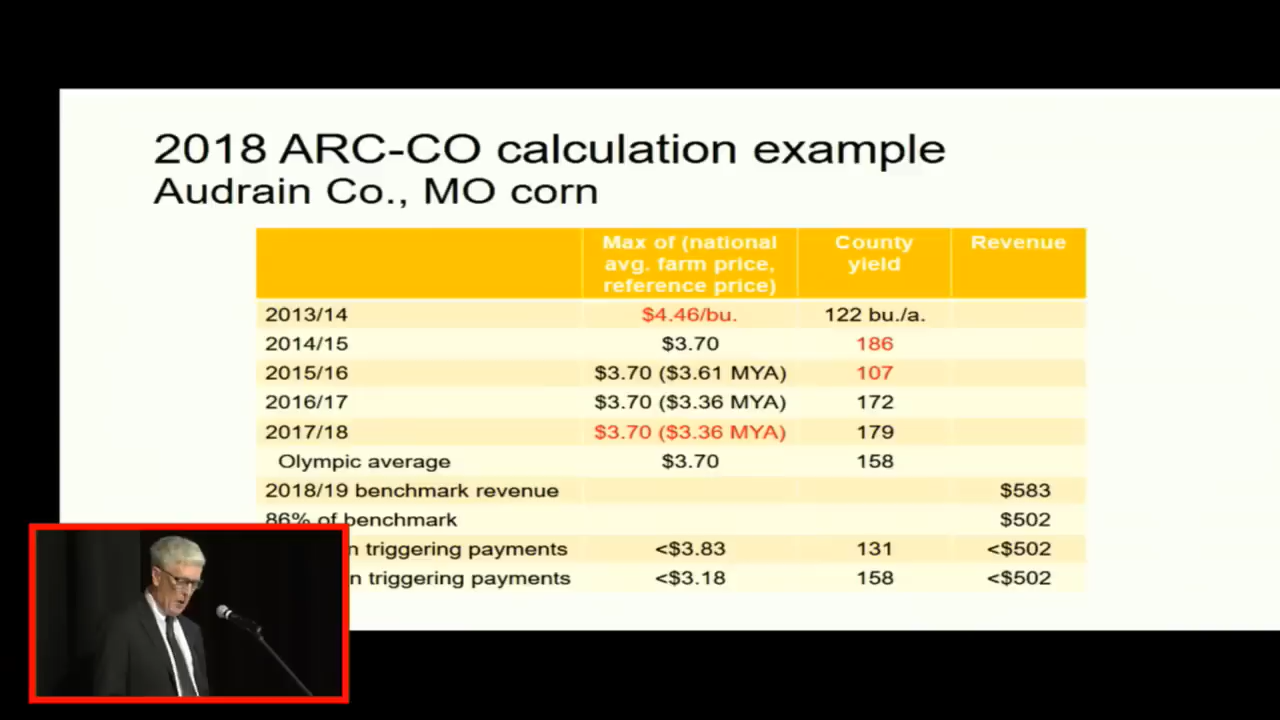 2018 ARC-CO calculation example
Audrain Co., MO corn
Max of (national avg. farm price, reference price) County yield Revenue
2013/14 $4.46/bu. 122 bu./a.
2014/15 $3.70 186
2015/16 $3.70 ($3.61 MYA) 107
2016/17 $3.70 ($3.36 MYA) 172
2017/18 $3.70 ($3.36 MYA) 179
Olympic average $3.70 158
2018/19 benchmark revenue $583
86% of benchmark $502
triggering payments <$3.83 131 <$502
triggering payments <$3.18 158 <$502